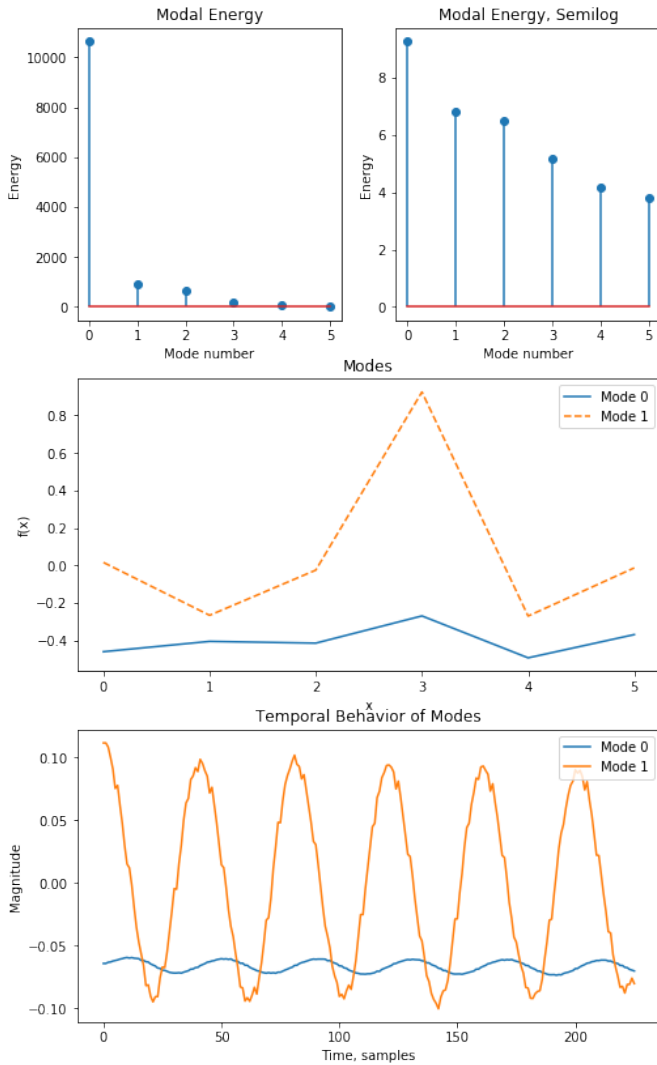 Modal Energy
10000
8000
6000
4000
2000
0
Energy
0 1 2 3 4 5
Mode number
Modal Energy, Semilog
8
6
4
2
0
Energy
0 1 2 3 4 5
Mode number
Modes
0.8
0.6
0.4
0.2
0.0
−0.2
−0.4
f(x)
Mode 0
Mode 1
0 1 2 3 4 5
x
Temporal Behavior of Modes
0.10
0.05
0.00
−0.05
−0.10
Magnitude
Mode 0
Mode 1
0 50 100 150 200
Time, samples